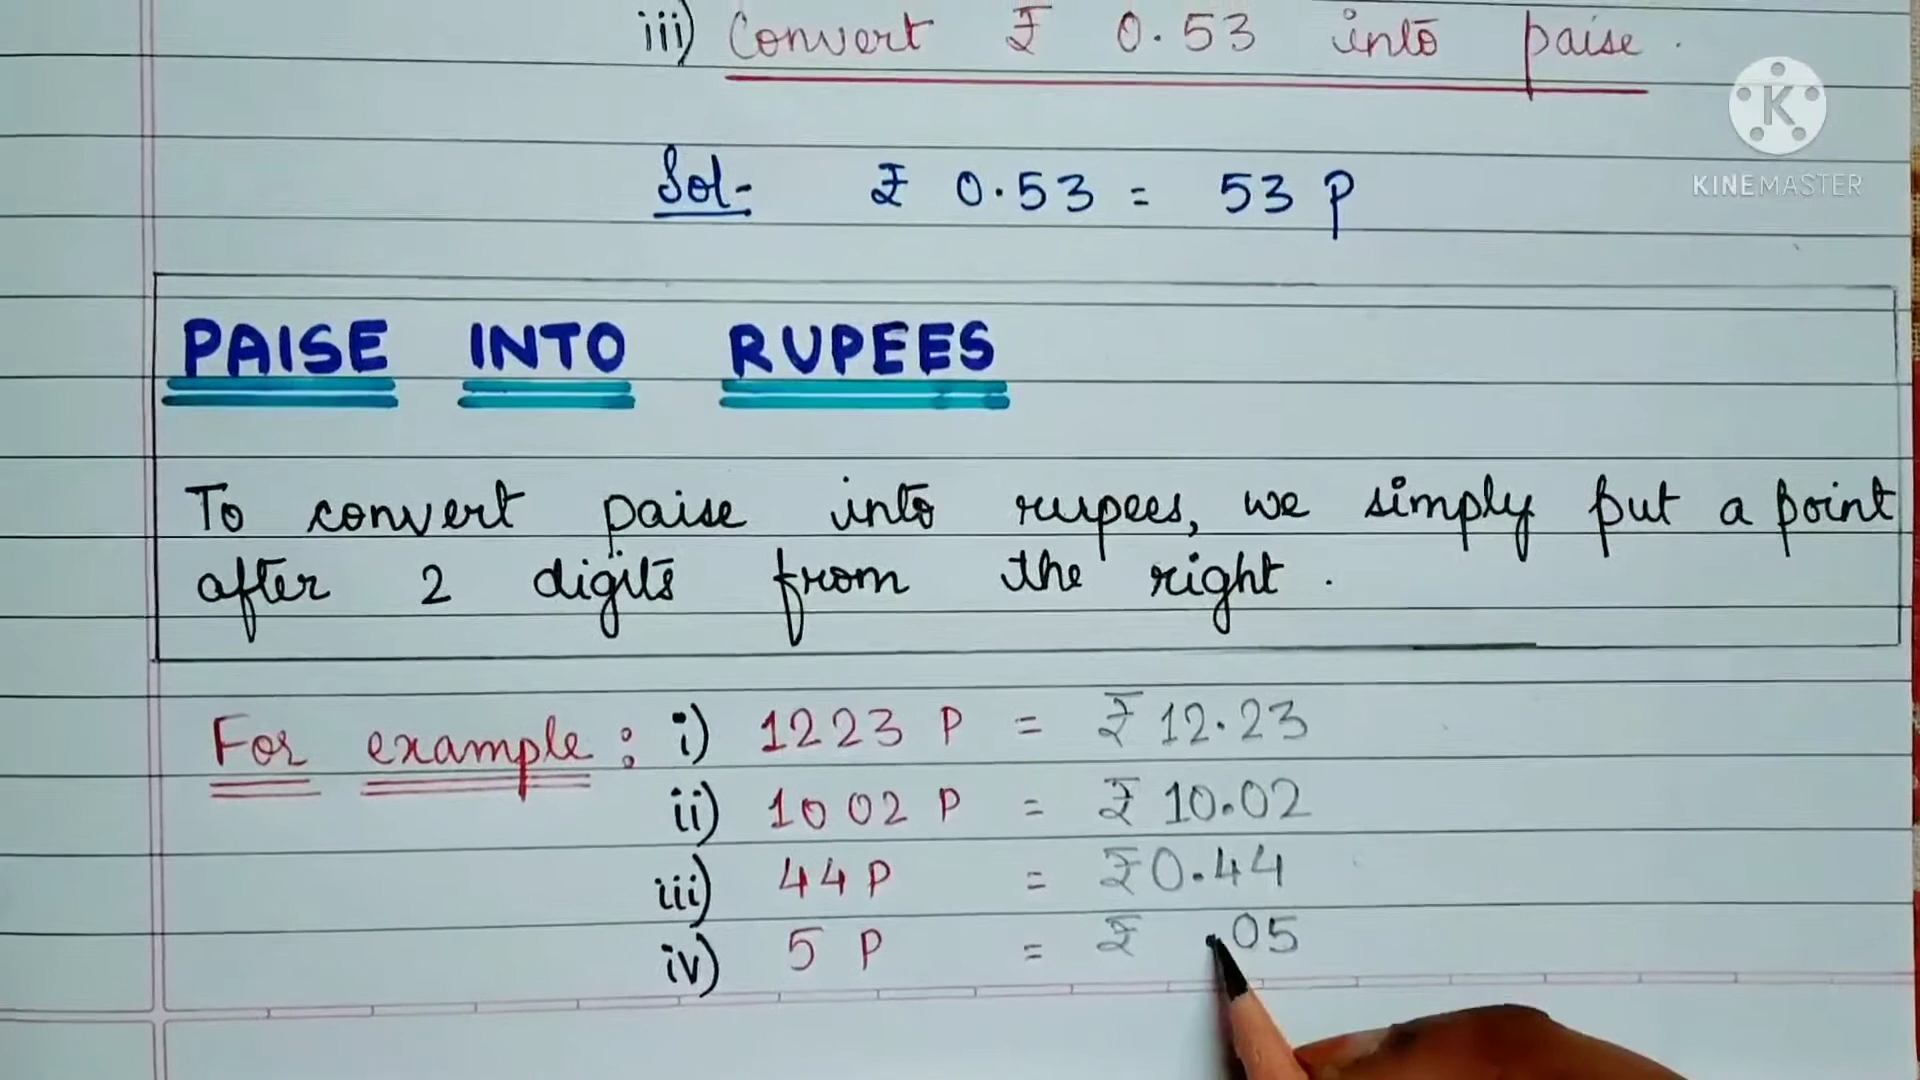 iii) Convert ₹ 0.53 into paise.
K
KINEMASTER
Sol- ₹ 0.53 = 53 P
PAISE INTO RUPEES
To convert paise into rupees, we simply put a point
after 2 digits from the right.
For example: i) 1223 P = ₹ 12.23
ii) 1002 P = ₹ 10.02
iii) 44 P = ₹ 0.44
iv) 5 P = ₹ .05